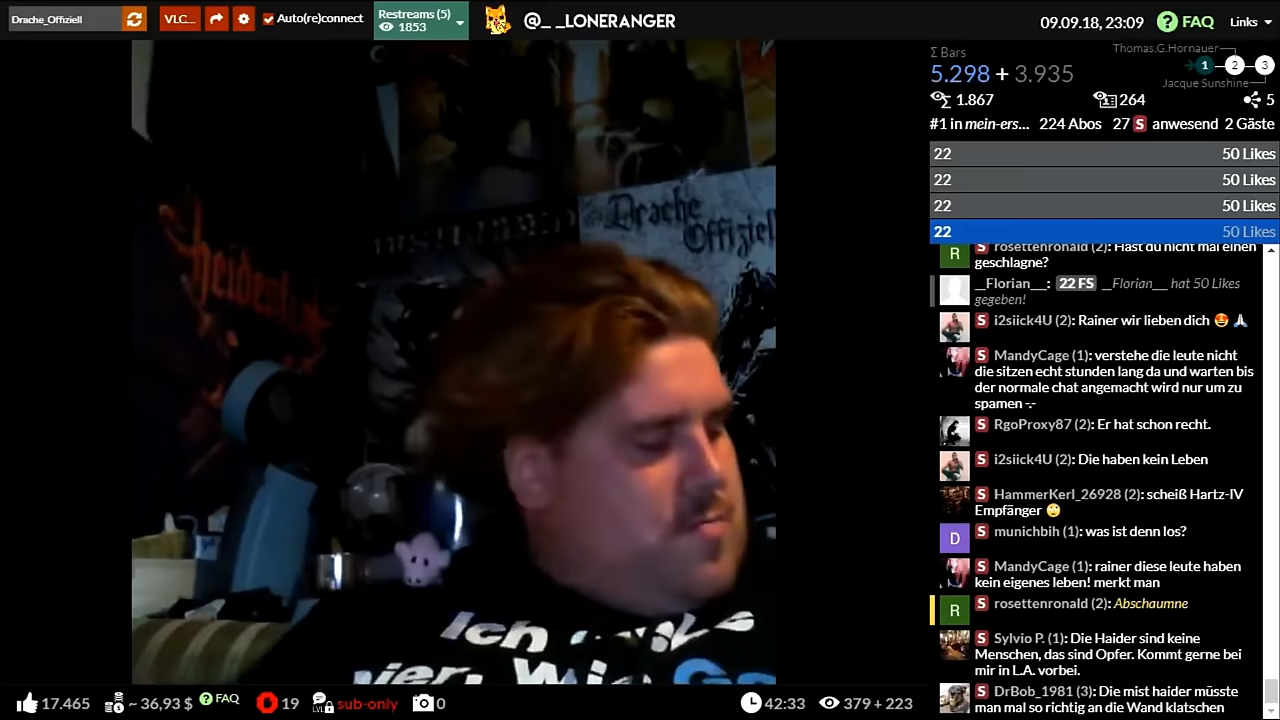 Drache_Offiziell
VLC...
Auto(re)connect
Restreams (5)
1853
@_ _LONERANGER
09.09.18, 23:09
FAQ
Links
Σ Bars
5.298 + 3.935
Thomas.G.Hornauer
1 2 3
Jacque Sunshine
Σ 1.867
264
5
#1 in mein-ers... 224 Abos 27 S anwesend 2 Gäste
22 50 Likes
22 50 Likes
22 50 Likes
22 50 Likes
R S rosettenronald (2): Hast du nicht mal einen
geschlagne?
__Florian__: 22 FS __Florian__ hat 50 Likes
gegeben!
S i2siick4U (2): Rainer wir lieben dich 🤩 🙏
S MandyCage (1): verstehe die leute nicht
die sitzen echt stunden lang da und warten bis
der normale chat angemacht wird nur um zu
spamen -.-
S RgoProxy87 (2): Er hat schon recht.
S i2siick4U (2): Die haben kein Leben
S HammerKerl_26928 (2): scheiß Hartz-IV
Empfänger 🙄
D S munichbih (1): was ist denn los?
S MandyCage (1): rainer diese leute haben
kein eigenes leben! merkt man
R S rosettenronald (2): Abschaumne
S Sylvio P. (1): Die Haider sind keine
Menschen, das sind Opfer. Kommt gerne bei
mir in L.A. vorbei.
S DrBob_1981 (3): Die mist haider müsste
man mal so richtig an die Wand klatschen
Drache
Offiziell
Ich
17.465
~ 36,93 $
FAQ
19
LVL
sub-only
0
42:33
379 + 223